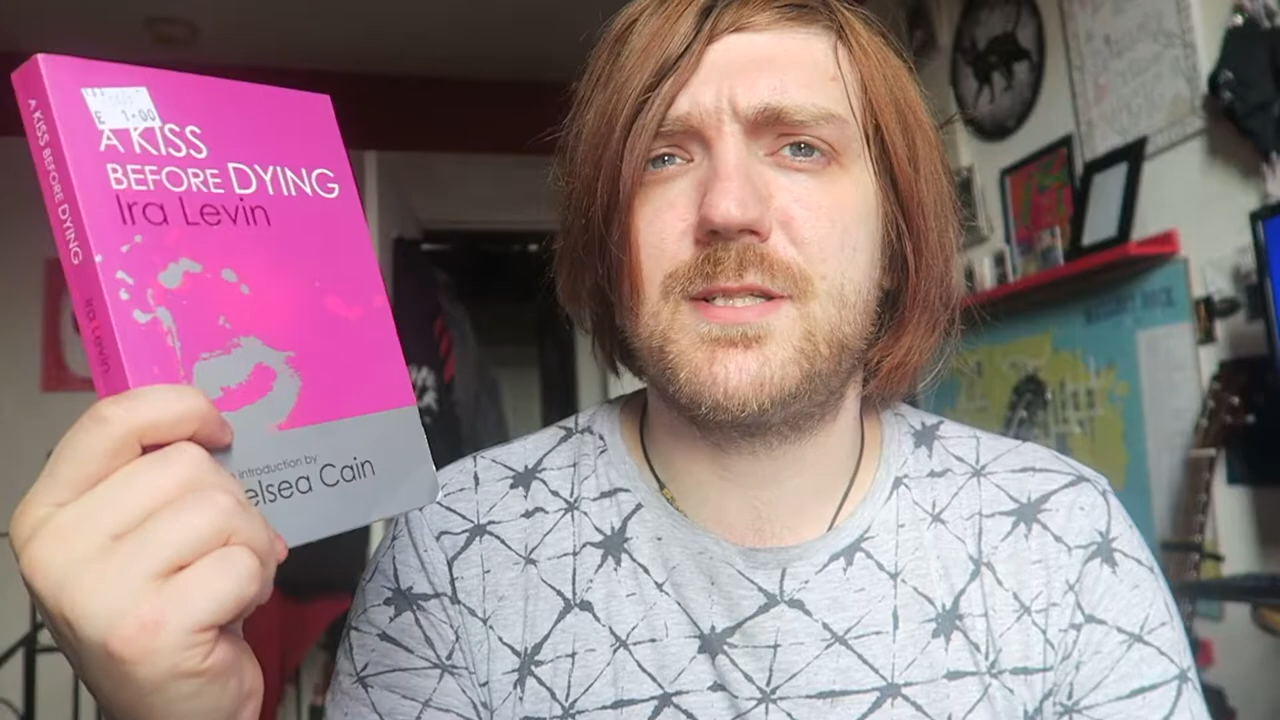 £ 1.00
A KISS
BEFORE DYING
Ira Levin
introduction by
elsea Cain
A KISS BEFORE DYING
Ira Levin